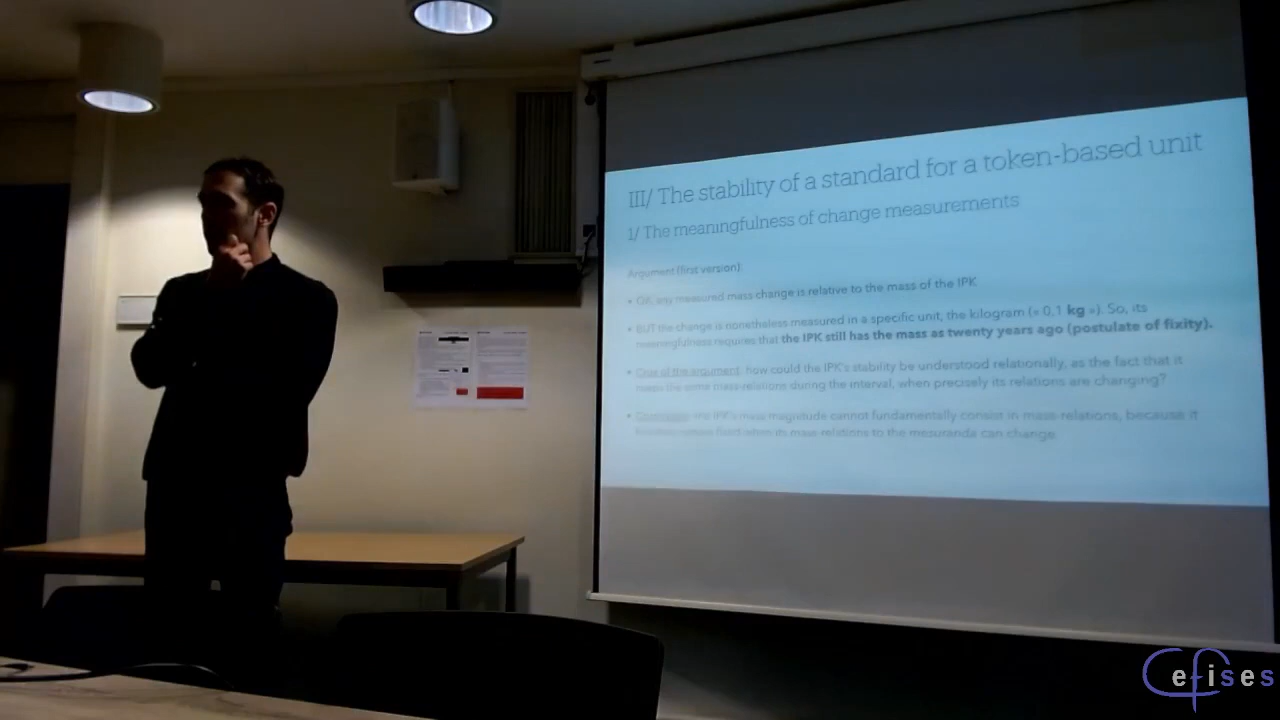 III/ The stability of a standard for a token-based unit
1/ The meaningfulness of change measurements
Argument (first version):
• OK, any measured mass change is relative to the mass of the IPK
• BUT the change is nonetheless measured in a specific unit, the kilogram (« 0,1 kg »). So, its
meaningfulness requires that the IPK still has the mass as twenty years ago (postulate of fixity).
• Crux of the argument: how could the IPK's stability be understood relationally, as the fact that it
keeps the same mass-relations during the interval, when precisely its relations are changing?
• Conclusion: the IPK's mass magnitude cannot fundamentally consist in mass-relations, because it
when its mass-relations to the mesuranda can change.
Cefises